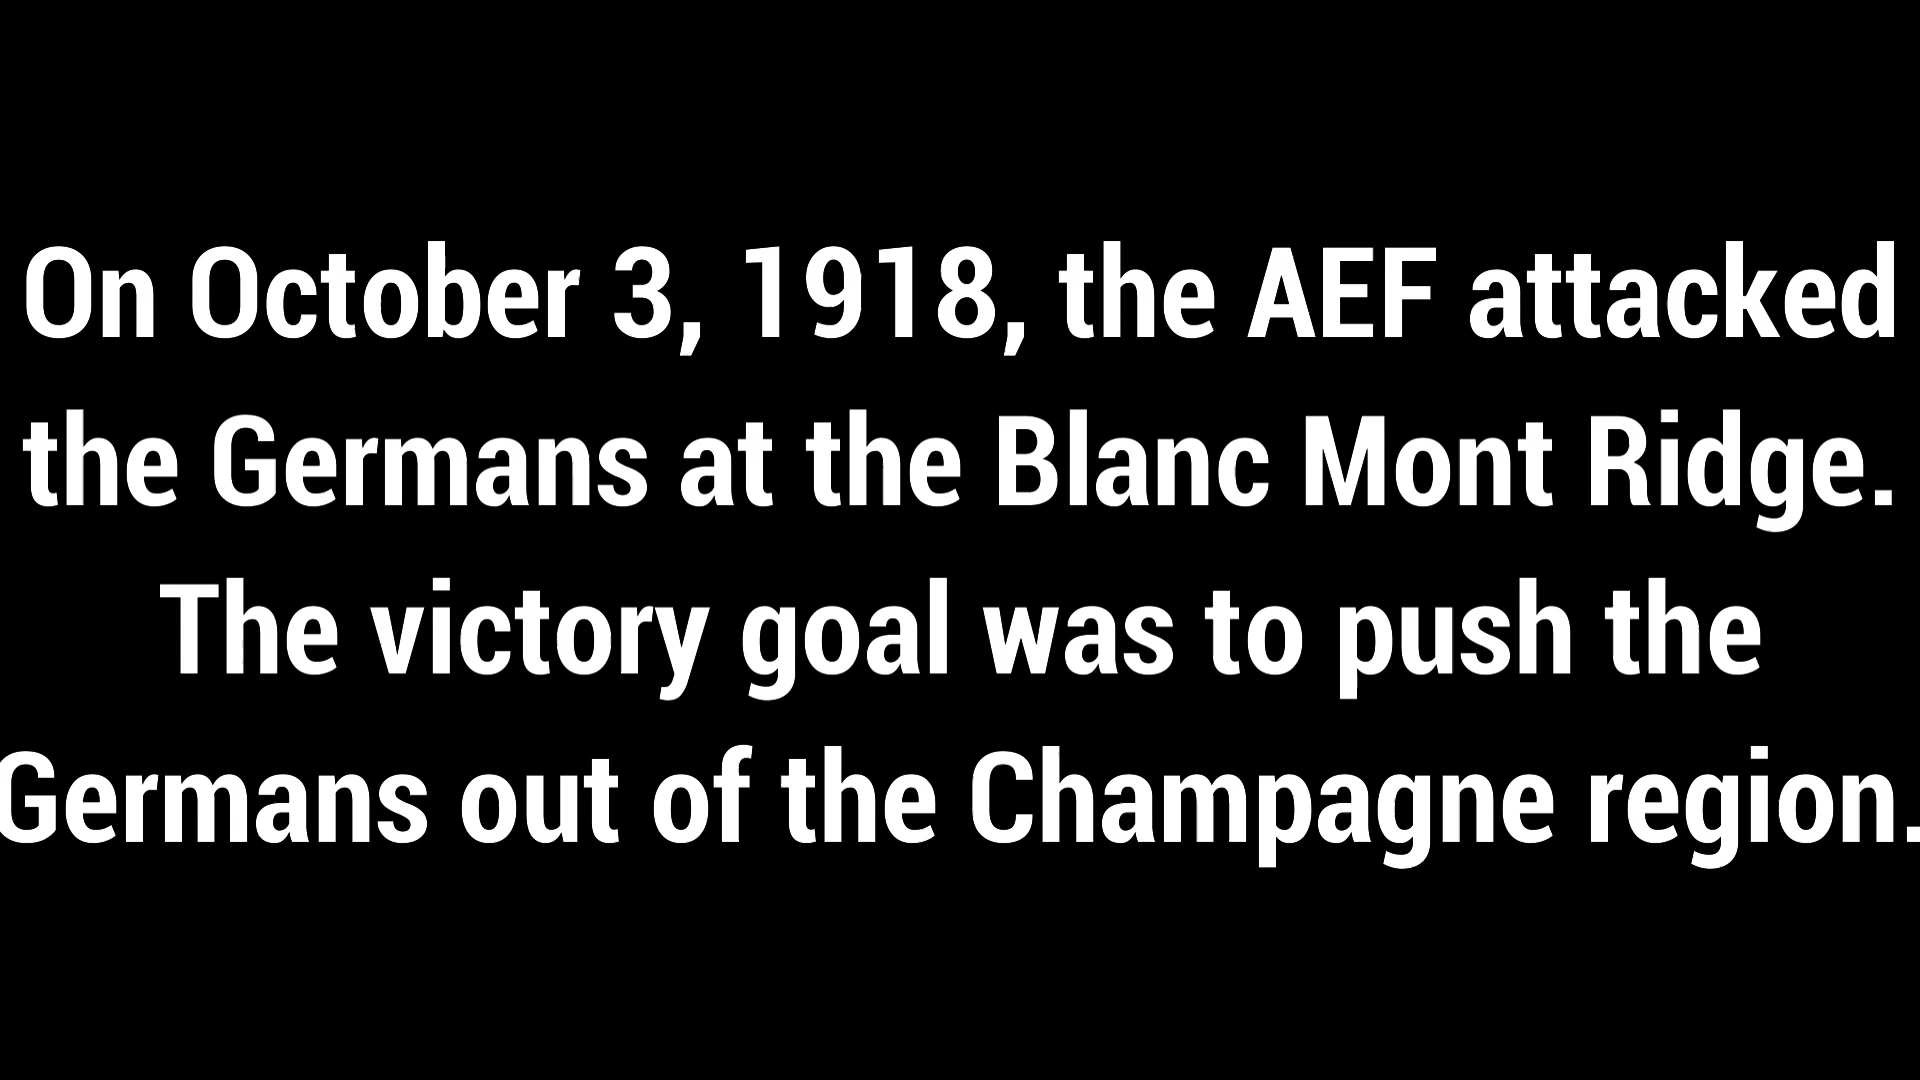 On October 3, 1918, the AEF attacked
the Germans at the Blanc Mont Ridge.
The victory goal was to push the
Germans out of the Champagne region.